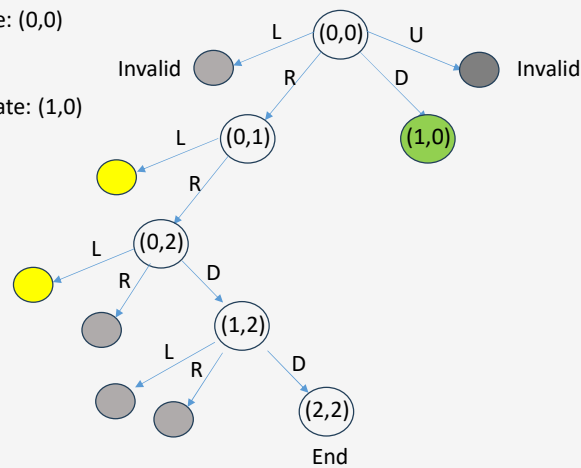 e: (0,0)
(0,0)
L
U
Invalid
R
D
Invalid
ate: (1,0)
(0,1)
(1,0)
L
R
(0,2)
L
R
D
(1,2)
L
R
D
(2,2)
End